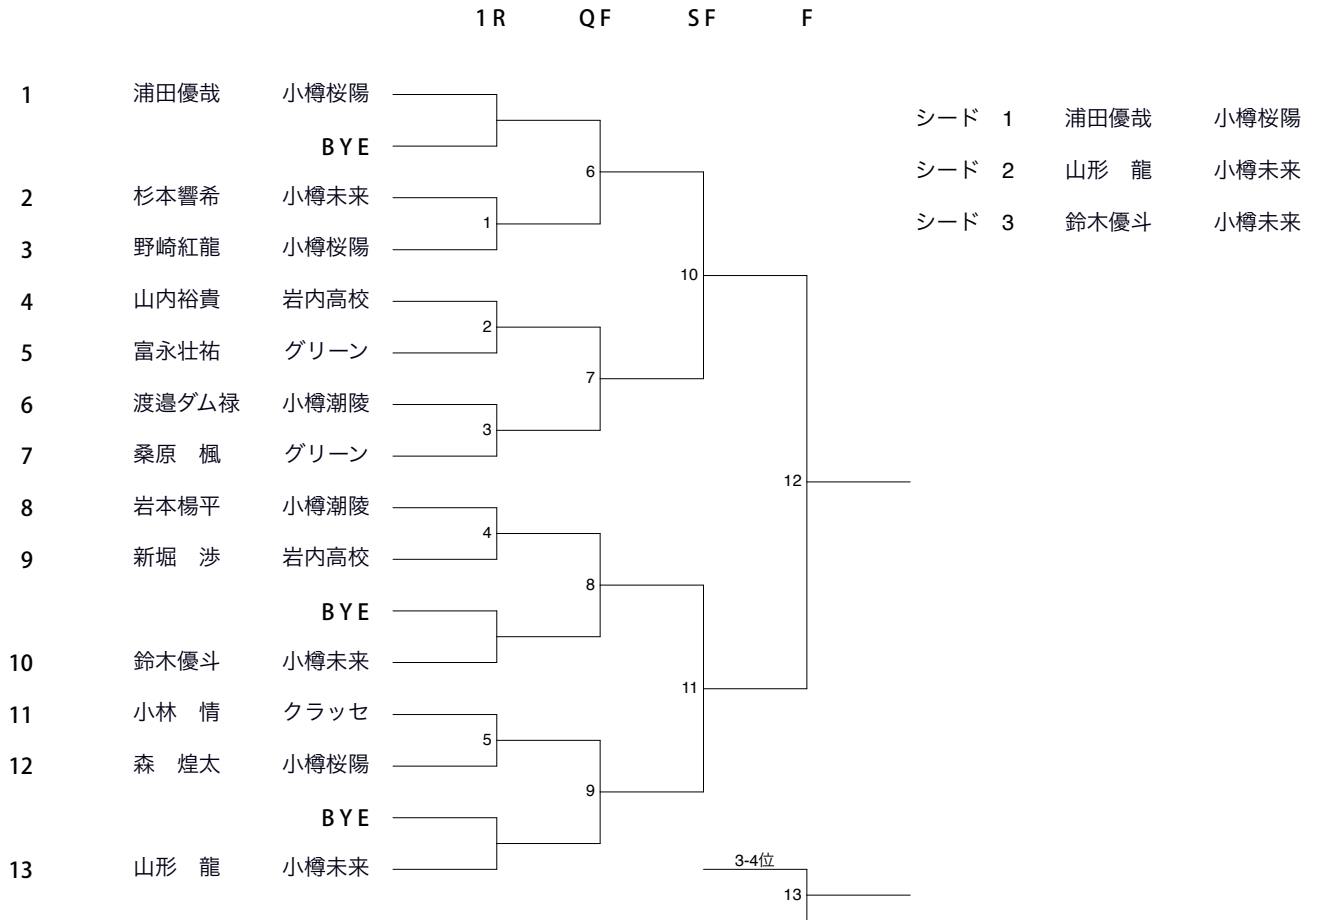 1R QF SF F
1 浦田優哉 小樽桜陽
シード 1 浦田優哉 小樽桜陽
BYE
6
シード 2 山形 龍 小樽未来
2 杉本響希 小樽未来
1
シード 3 鈴木優斗 小樽未来
3 野崎紅龍 小樽桜陽
10
4 山内裕貴 岩内高校
2
5 富永壮祐 グリーン
7
6 渡邉ダム禄 小樽潮陵
3
7 桑原 楓 グリーン
12
8 岩本楊平 小樽潮陵
4
9 新堀 渉 岩内高校
8
BYE
10 鈴木優斗 小樽未来
11
11 小林 情 クラッセ
5
12 森 煌太 小樽桜陽
9
BYE
13 山形 龍 小樽未来
3-4位
13